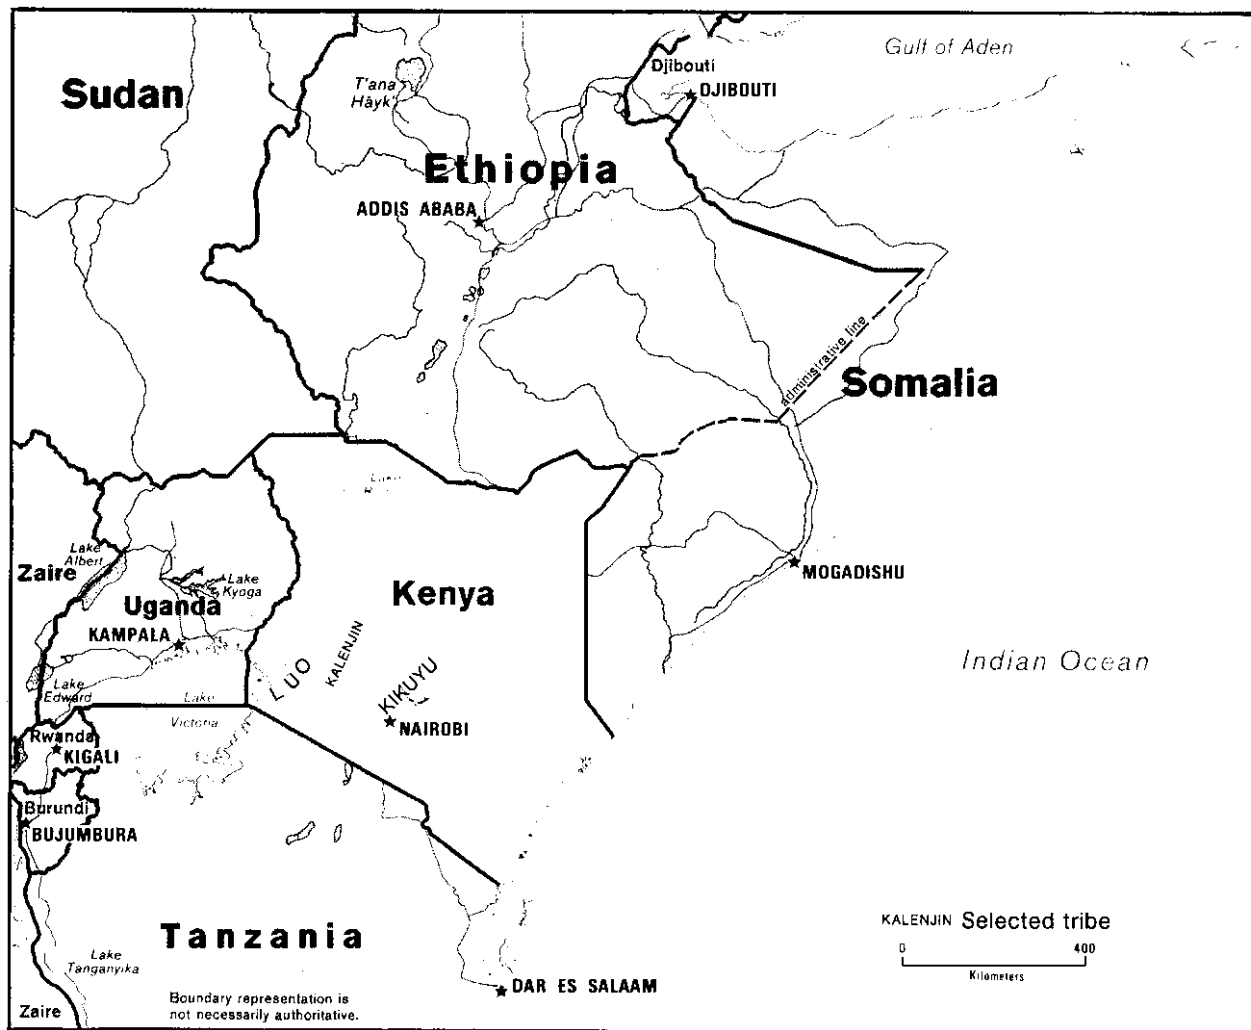 Gulf of Aden
Djibouti
DJIBOUTI
Sudan
T'ana
Hāyk'
Ethiopia
ADDIS ABABA
administrative line
Somalia
Lake
Lake
Albert
Zaire
Lake
Kyoga
Uganda
Kenya
MOGADISHU
KAMPALA
KALENJIN
LUO
KIKUYU
Indian Ocean
Lake
Edward
Lake
Victoria
NAIROBI
Rwanda
KIGALI
Burundi
BUJUMBURA
Tanzania
KALENJIN Selected tribe
0 400
Kilometers
Lake
Tanganyika
DAR ES SALAAM
Boundary representation is
not necessarily authoritative.
Zaire